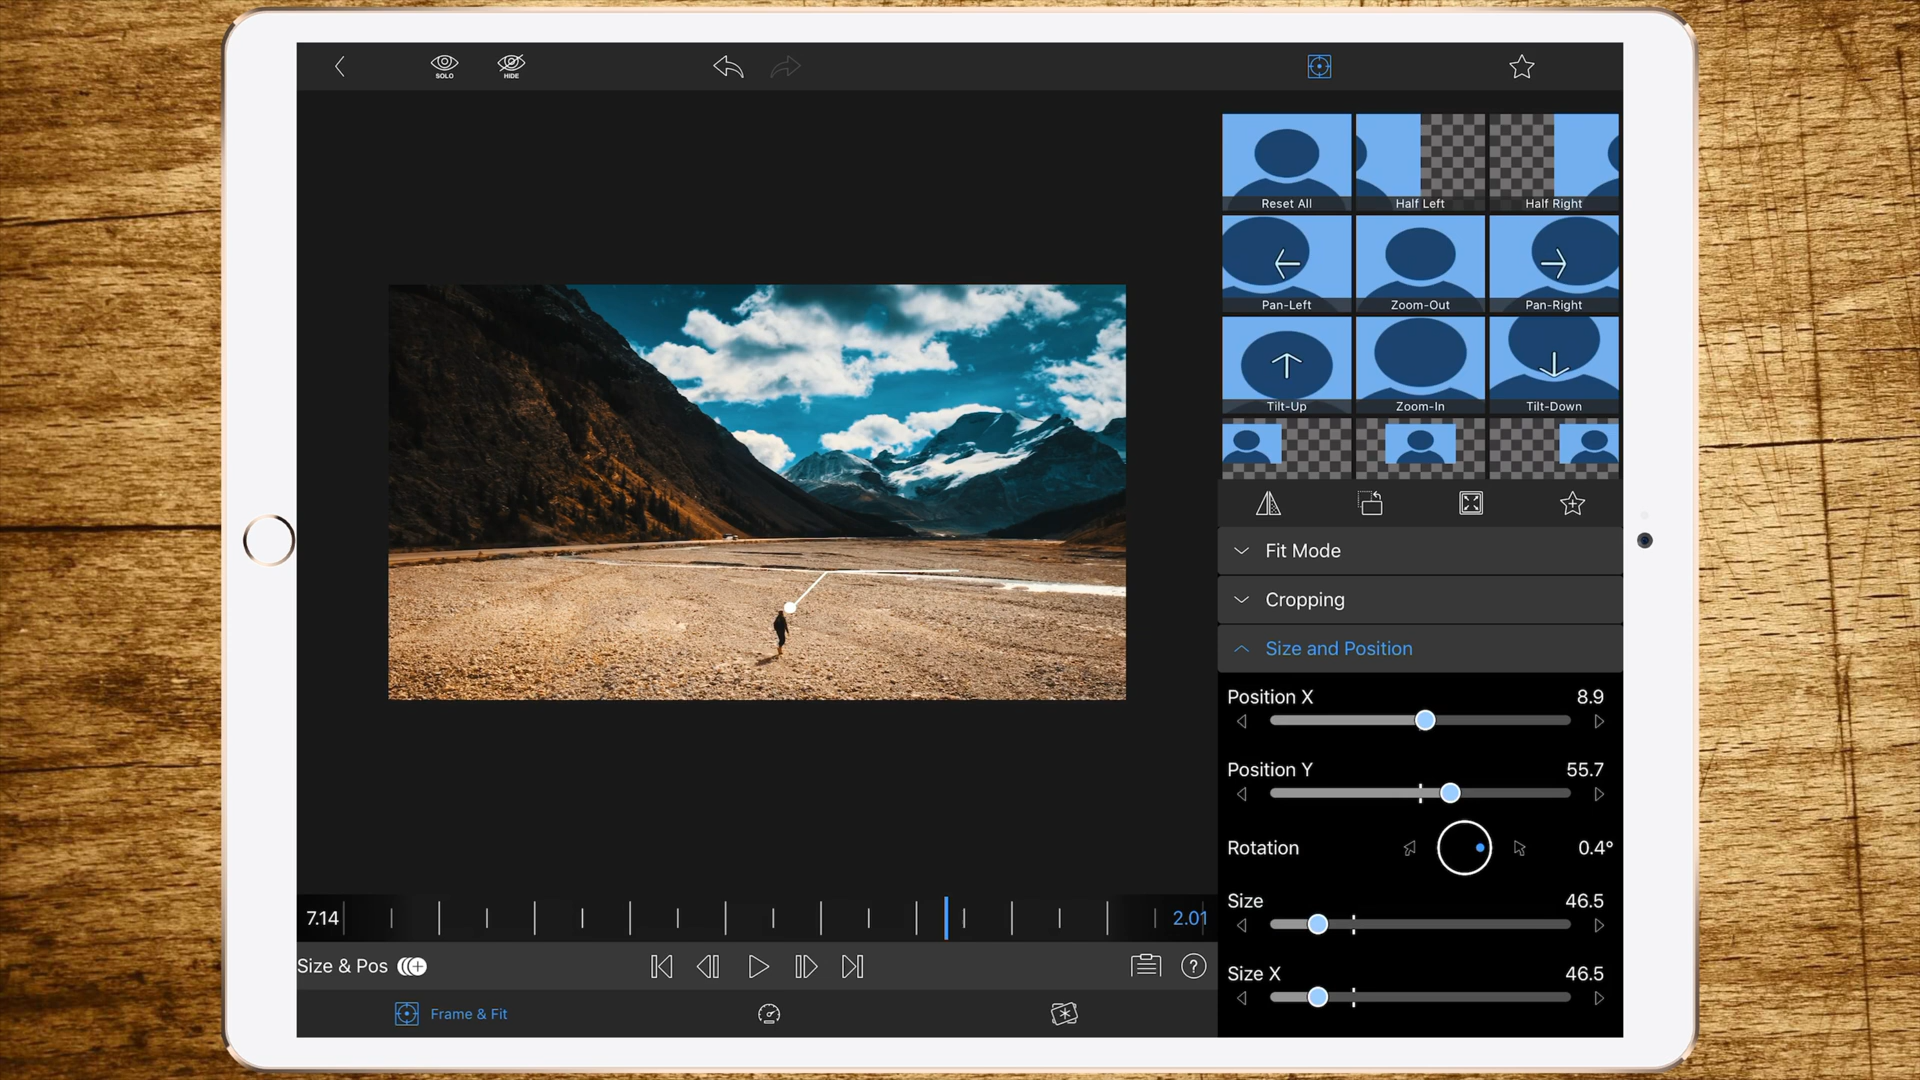 SOLO
HIDE
Reset All
Half Left
Half Right
Pan-Left
Zoom-Out
Pan-Right
Tilt-Up
Zoom-In
Tilt-Down
Fit Mode
Cropping
Size and Position
Position X
8.9
Position Y
55.7
Rotation
0.4°
Size
46.5
Size X
46.5
7.14
2.01
Size & Pos
?
Frame & Fit